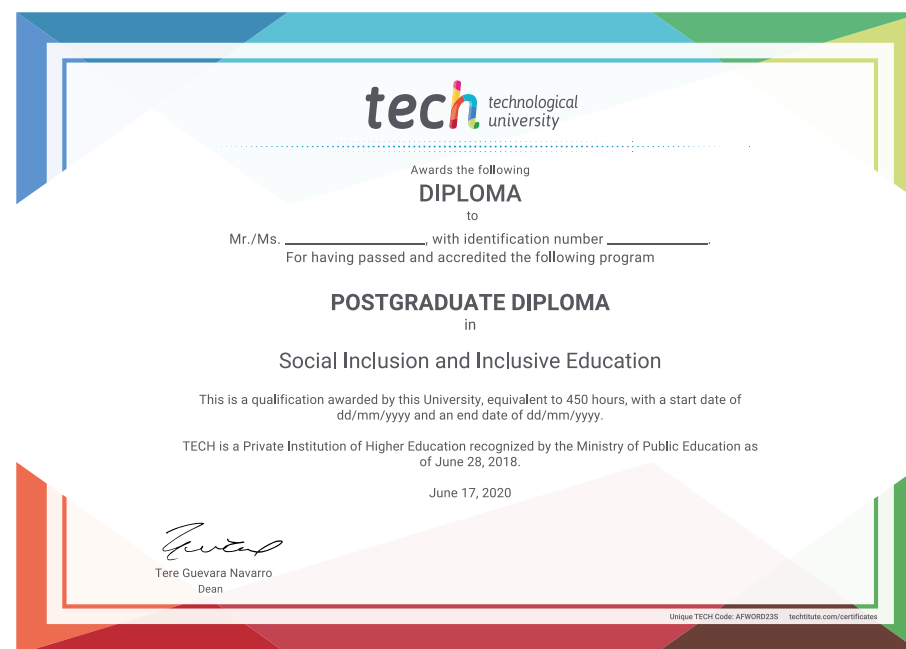 tech technological
university
Awards the following
DIPLOMA
to
Mr./Ms. ____________________, with identification number ______________.
For having passed and accredited the following program
POSTGRADUATE DIPLOMA
in
Social Inclusion and Inclusive Education
This is a qualification awarded by this University, equivalent to 450 hours, with a start date of
dd/mm/yyyy and an end date of dd/mm/yyyy.
TECH is a Private Institution of Higher Education recognized by the Ministry of Public Education as
of June 28, 2018.
June 17, 2020
Tere Guevara Navarro
Dean
Unique TECH Code: AFWORD23S techtitute.com/certificates